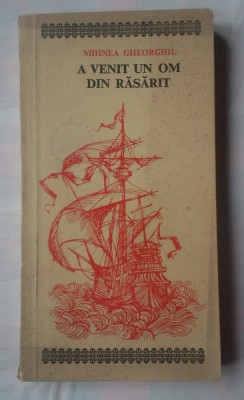 MIHNEA GHEORGHIU
A VENIT UN OM
DIN RĂSĂRIT